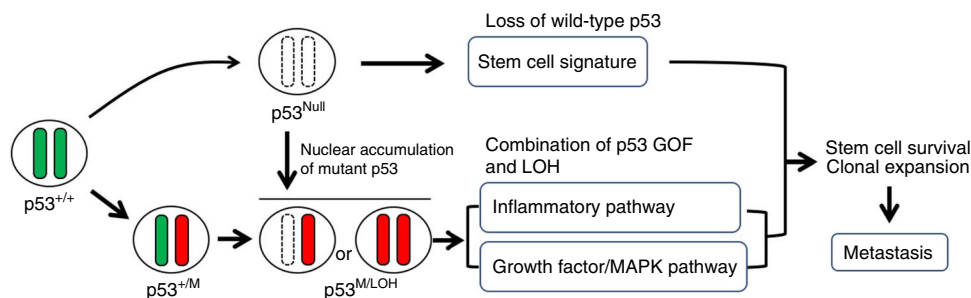 Loss of wild-type p53
Stem cell signature
p53Null
Nuclear accumulation
of mutant p53
Combination of p53 GOF
and LOH
Stem cell survival
Clonal expansion
p53+/+
Inflammatory pathway
or
Growth factor/MAPK pathway
Metastasis
p53+/M
p53M/LOH